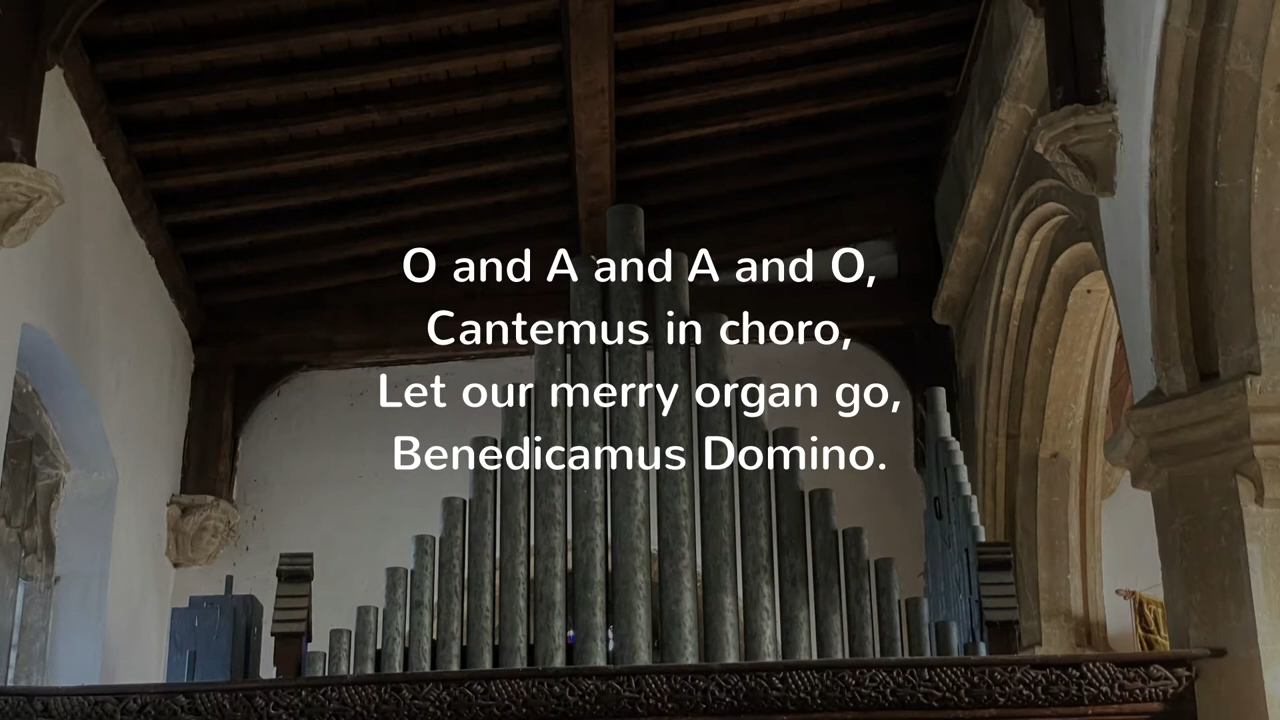 O and A and A and O,
Cantemus in choro,
Let our merry organ go,
Benedicamus Domino.